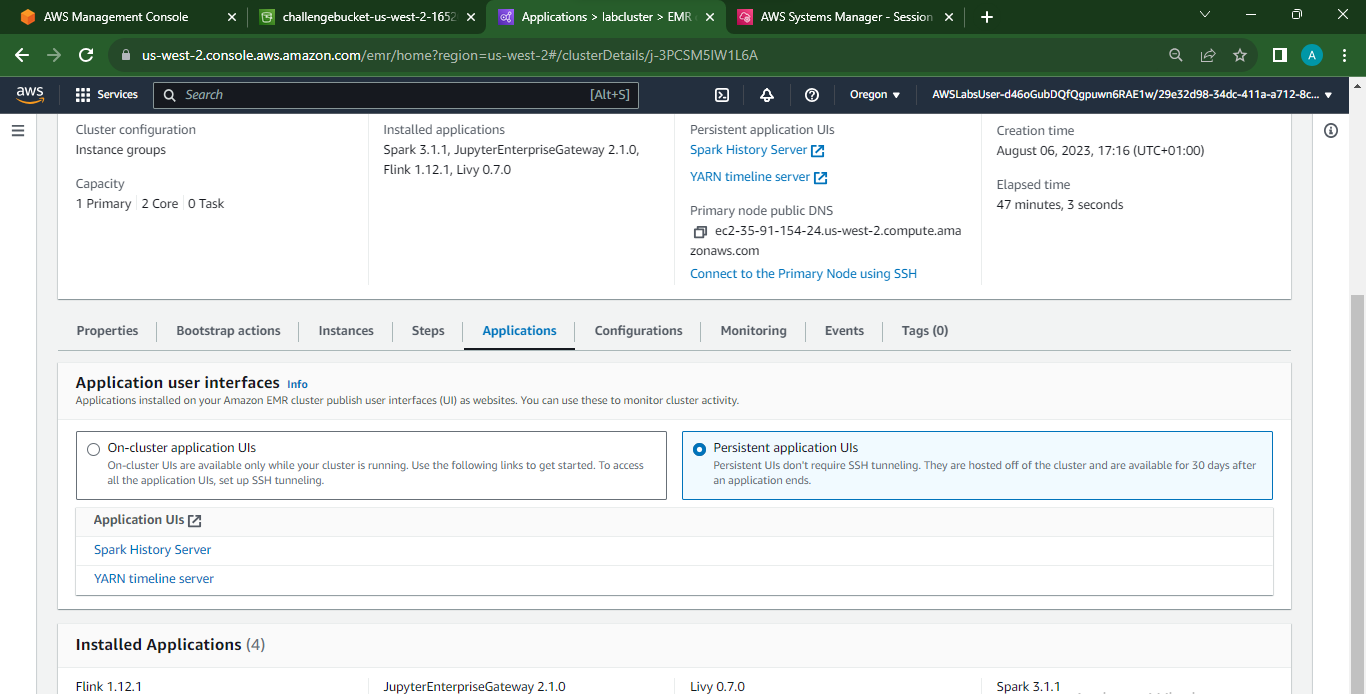 AWS Management Console
challengebucket-us-west-2-1652
Applications > labcluster > EMR
AWS Systems Manager - Session
us-west-2.console.aws.amazon.com/emr/home?region=us-west-2#/clusterDetails/j-3PCSM5IW1L6A
A
aws
Services
Search
[Alt+S]
Oregon
AWSLabsUser-d46oGubDQfQgpuwn6RAE1w/29e32d98-34dc-411a-a712-8c...
Cluster configuration
Instance groups
Capacity
1 Primary 2 Core 0 Task
Installed applications
Spark 3.1.1, JupyterEnterpriseGateway 2.1.0,
Flink 1.12.1, Livy 0.7.0
Persistent application UIs
Spark History Server
YARN timeline server
Primary node public DNS
ec2-35-91-154-24.us-west-2.compute.ama
zonaws.com
Connect to the Primary Node using SSH
Creation time
August 06, 2023, 17:16 (UTC+01:00)
Elapsed time
47 minutes, 3 seconds
Properties
Bootstrap actions
Instances
Steps
Applications
Configurations
Monitoring
Events
Tags (0)
Application user interfaces Info
Applications installed on your Amazon EMR cluster publish user interfaces (UI) as websites. You can use these to monitor cluster activity.
On-cluster application UIs
On-cluster UIs are available only while your cluster is running. Use the following links to get started. To access
all the application UIs, set up SSH tunneling.
Persistent application UIs
Persistent UIs don't require SSH tunneling. They are hosted off of the cluster and are available for 30 days after
an application ends.
Application UIs
Spark History Server
YARN timeline server
Installed Applications (4)
Flink 1.12.1
JupyterEnterpriseGateway 2.1.0
Livy 0.7.0
Spark 3.1.1